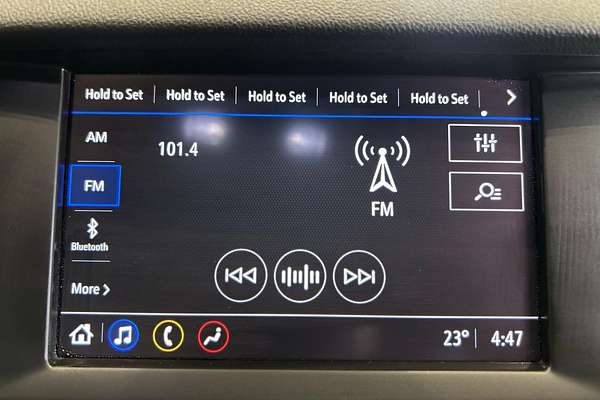 Hold to Set Hold to Set Hold to Set Hold to Set Hold to Set
AM
101.4
FM
FM
Bluetooth
More
23° 4:47